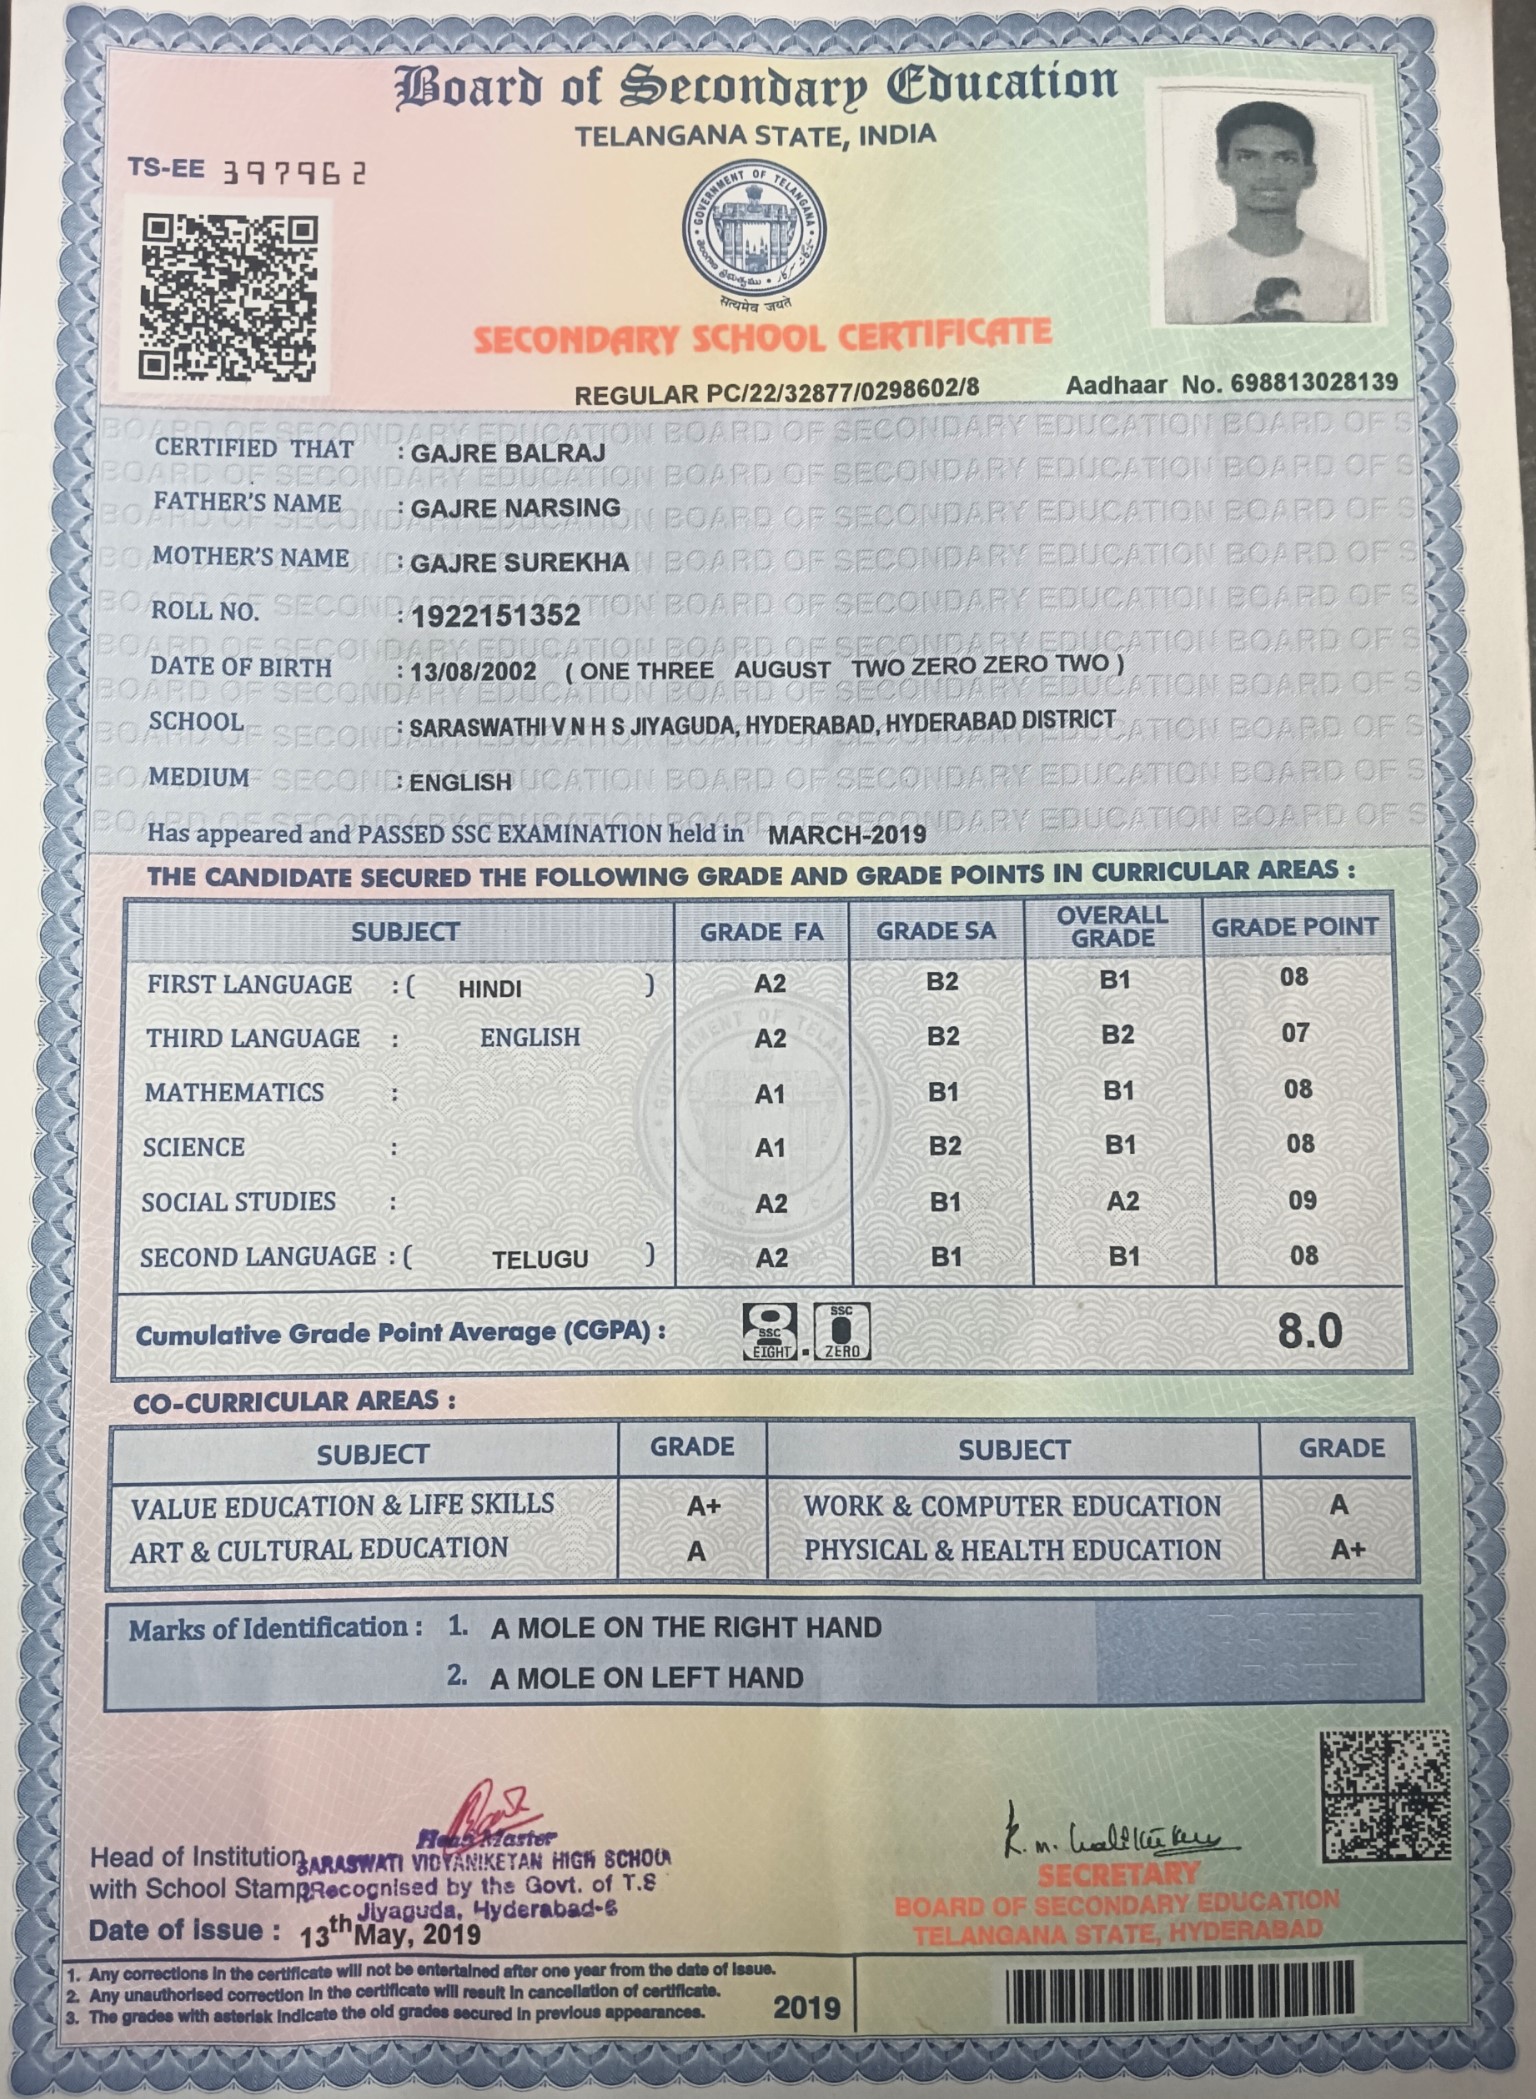 Board of Secondary Education
TELANGANA STATE, INDIA
TS-EE 397962
GOVERNMENT OF TELANGANA
सत्यमेव जयते
SECONDARY SCHOOL CERTIFICATE
REGULAR PC/22/32877/0298602/8 Aadhaar No. 698813028139
CERTIFIED THAT : GAJRE BALRAJ
FATHER'S NAME : GAJRE NARSING
MOTHER'S NAME : GAJRE SUREKHA
ROLL NO. : 1922151352
DATE OF BIRTH : 13/08/2002 ( ONE THREE AUGUST TWO ZERO ZERO TWO )
SCHOOL : SARASWATHI V N H S JIYAGUDA, HYDERABAD, HYDERABAD DISTRICT
MEDIUM : ENGLISH
Has appeared and PASSED SSC EXAMINATION held in MARCH-2019
THE CANDIDATE SECURED THE FOLLOWING GRADE AND GRADE POINTS IN CURRICULAR AREAS :
SUBJECT GRADE FA GRADE SA OVERALL GRADE GRADE POINT
FIRST LANGUAGE : ( HINDI ) A2 B2 B1 08
THIRD LANGUAGE : ENGLISH A2 B2 B2 07
MATHEMATICS : A1 B1 B1 08
SCIENCE : A1 B2 B1 08
SOCIAL STUDIES : A2 B1 A2 09
SECOND LANGUAGE : ( TELUGU ) A2 B1 B1 08
Cumulative Grade Point Average (CGPA) : SSC EIGHT . SSC ZERO 8.0
CO-CURRICULAR AREAS :
SUBJECT GRADE SUBJECT GRADE
VALUE EDUCATION & LIFE SKILLS A+ WORK & COMPUTER EDUCATION A
ART & CULTURAL EDUCATION A PHYSICAL & HEALTH EDUCATION A+
Marks of Identification : 1. A MOLE ON THE RIGHT HAND
2. A MOLE ON LEFT HAND
Head Master
Head of Institution SARASWATI VIDYANIKETAN HIGH SCHOOL
with School Stamp Recognised by the Govt. of T.S
Jiyaguda, Hyderabad-6
Date of issue : 13th May, 2019
SECRETARY
BOARD OF SECONDARY EDUCATION
TELANGANA STATE, HYDERABAD
1. Any corrections in the certificate will not be entertained after one year from the date of issue.
2. Any unauthorised correction in the certificate will result in cancellation of certificate.
3. The grades with asterisk indicate the old grades secured in previous appearances.
2019